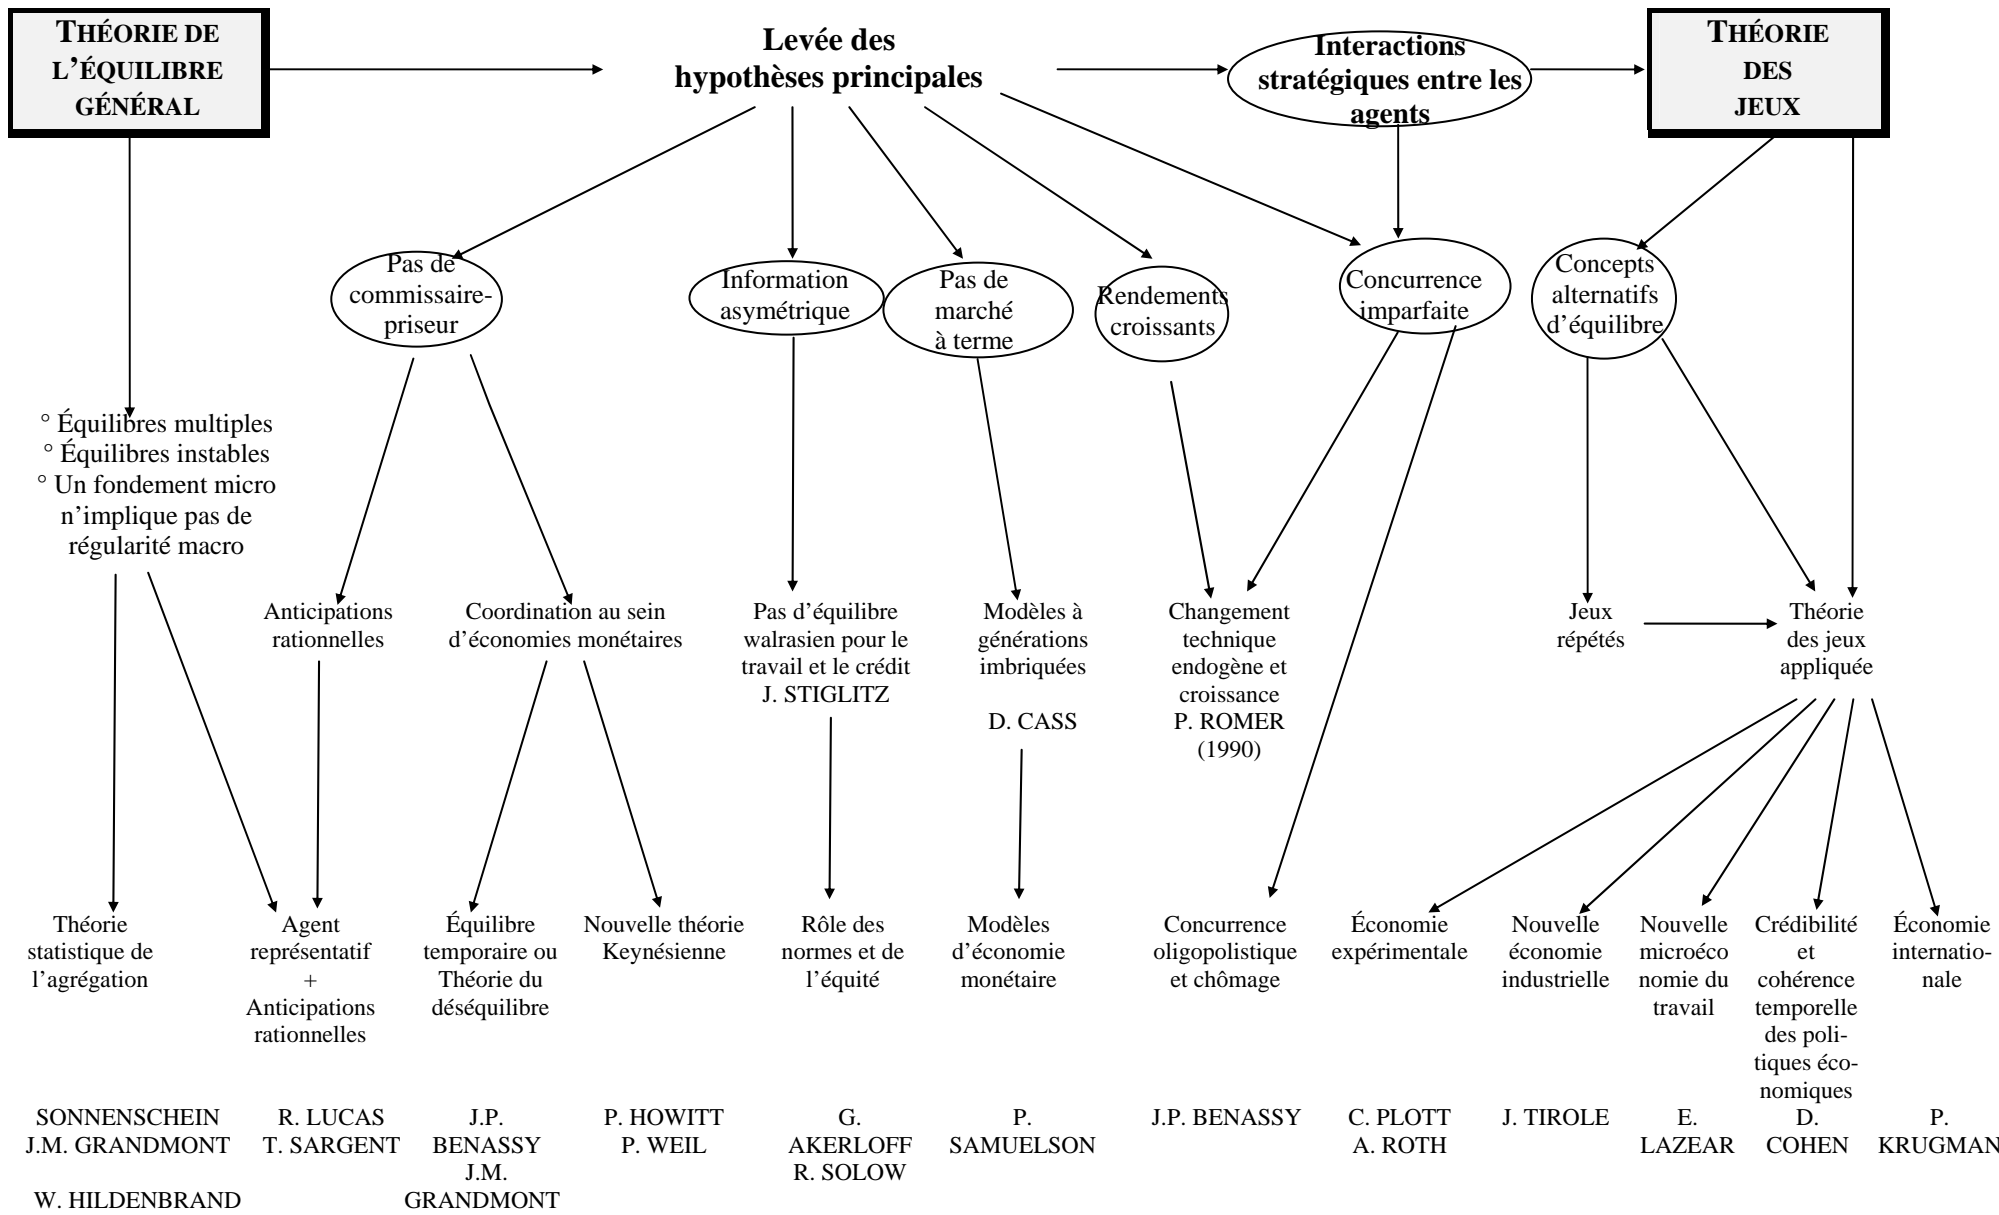 THÉORIE DE
L’ÉQUILIBRE
GÉNÉRAL
Levée des
hypothèses principales
Interactions
stratégiques entre les
agents
THÉORIE
DES
JEUX
Pas de
commissaire-
priseur
Information
asymétrique
Pas de
marché
à terme
Rendements
croissants
Concurrence
imparfaite
Concepts
alternatifs
d’équilibre
° Équilibres multiples
° Équilibres instables
° Un fondement micro
n’implique pas de
régularité macro
Anticipations
rationnelles
Coordination au sein
d’économies monétaires
Pas d’équilibre
walrasien pour le
travail et le crédit
J. STIGLITZ
Modèles à
générations
imbriquées
D. CASS
Changement
technique
endogène et
croissance
P. ROMER
(1990)
Jeux
répétés
Théorie
des jeux
appliquée
Théorie
statistique de
l’agrégation
Agent
représentatif
+
Anticipations
rationnelles
Équilibre
temporaire ou
Théorie du
déséquilibre
Nouvelle théorie
Keynésienne
Rôle des
normes et de
l’équité
Modèles
d’économie
monétaire
Concurrence
oligopolistique
et chômage
Économie
expérimentale
Nouvelle
économie
industrielle
Nouvelle
microéco
nomie du
travail
Crédibilité
et
cohérence
temporelle
des poli-
tiques éco-
nomiques
Économie
internatio-
nale
SONNENSCHEIN
J.M. GRANDMONT
W. HILDENBRAND
R. LUCAS
T. SARGENT
J.P.
BENASSY
J.M.
GRANDMONT
P. HOWITT
P. WEIL
G.
AKERLOFF
R. SOLOW
P.
SAMUELSON
J.P. BENASSY
C. PLOTT
A. ROTH
J. TIROLE
E.
LAZEAR
D.
COHEN
P.
KRUGMAN